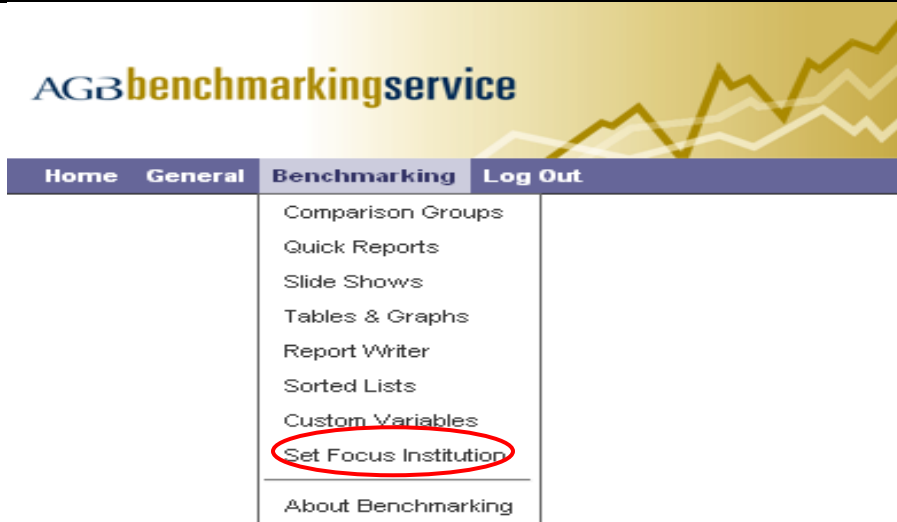 AGBbenchmarkingservice
Home General Benchmarking Log Out
Comparison Groups
Quick Reports
Slide Shows
Tables & Graphs
Report Writer
Sorted Lists
Custom Variables
Set Focus Institution
About Benchmarking